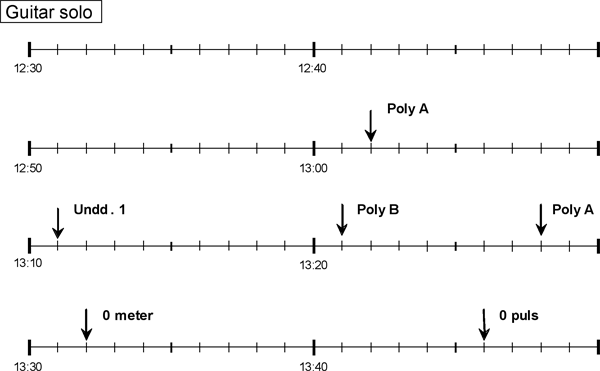 Guitar solo
12:30 12:40
Poly A
12:50 13:00
Undd . 1 Poly B Poly A
13:10 13:20
0 meter 0 puls
13:30 13:40